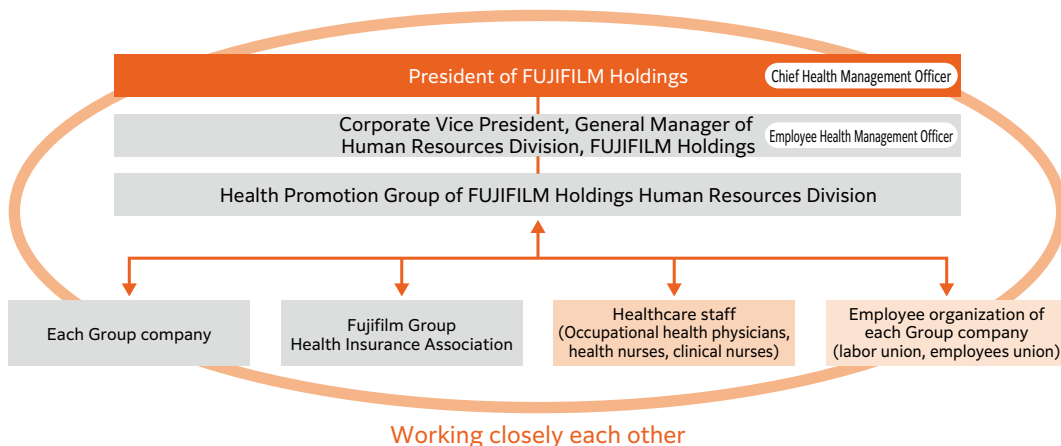 President of FUJIFILM Holdings
Chief Health Management Officer
Corporate Vice President, General Manager of
Human Resources Division, FUJIFILM Holdings
Employee Health Management Officer
Health Promotion Group of FUJIFILM Holdings Human Resources Division
Each Group company
Fujifilm Group
Health Insurance Association
Healthcare staff
(Occupational health physicians,
health nurses, clinical nurses)
Employee organization of
each Group company
(labor union, employees union)
Working closely each other